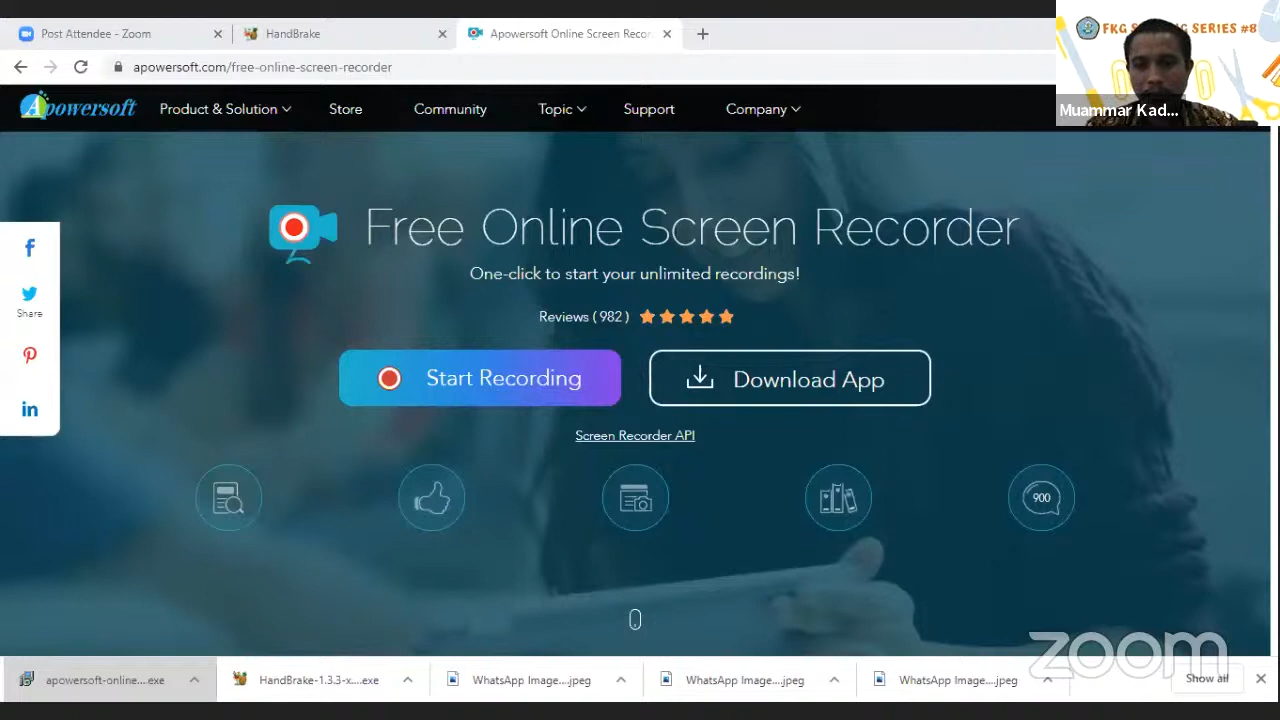 Post Attendee - Zoom
HandBrake
Apowersoft Online Screen Recor
apowersoft.com/free-online-screen-recorder
Apowersoft
Product & Solution
Store
Community
Topic
Support
Company
SERIES #8
Muammar Kad...
Free Online Screen Recorder
One-click to start your unlimited recordings!
Reviews ( 982 )
Share
Start Recording
Download App
Screen Recorder API
900
zoom
apowersoft-online....exe
HandBrake-1.3.3-x....exe
WhatsApp Image....jpeg
WhatsApp Image....jpeg
WhatsApp Image....jpeg
Show all